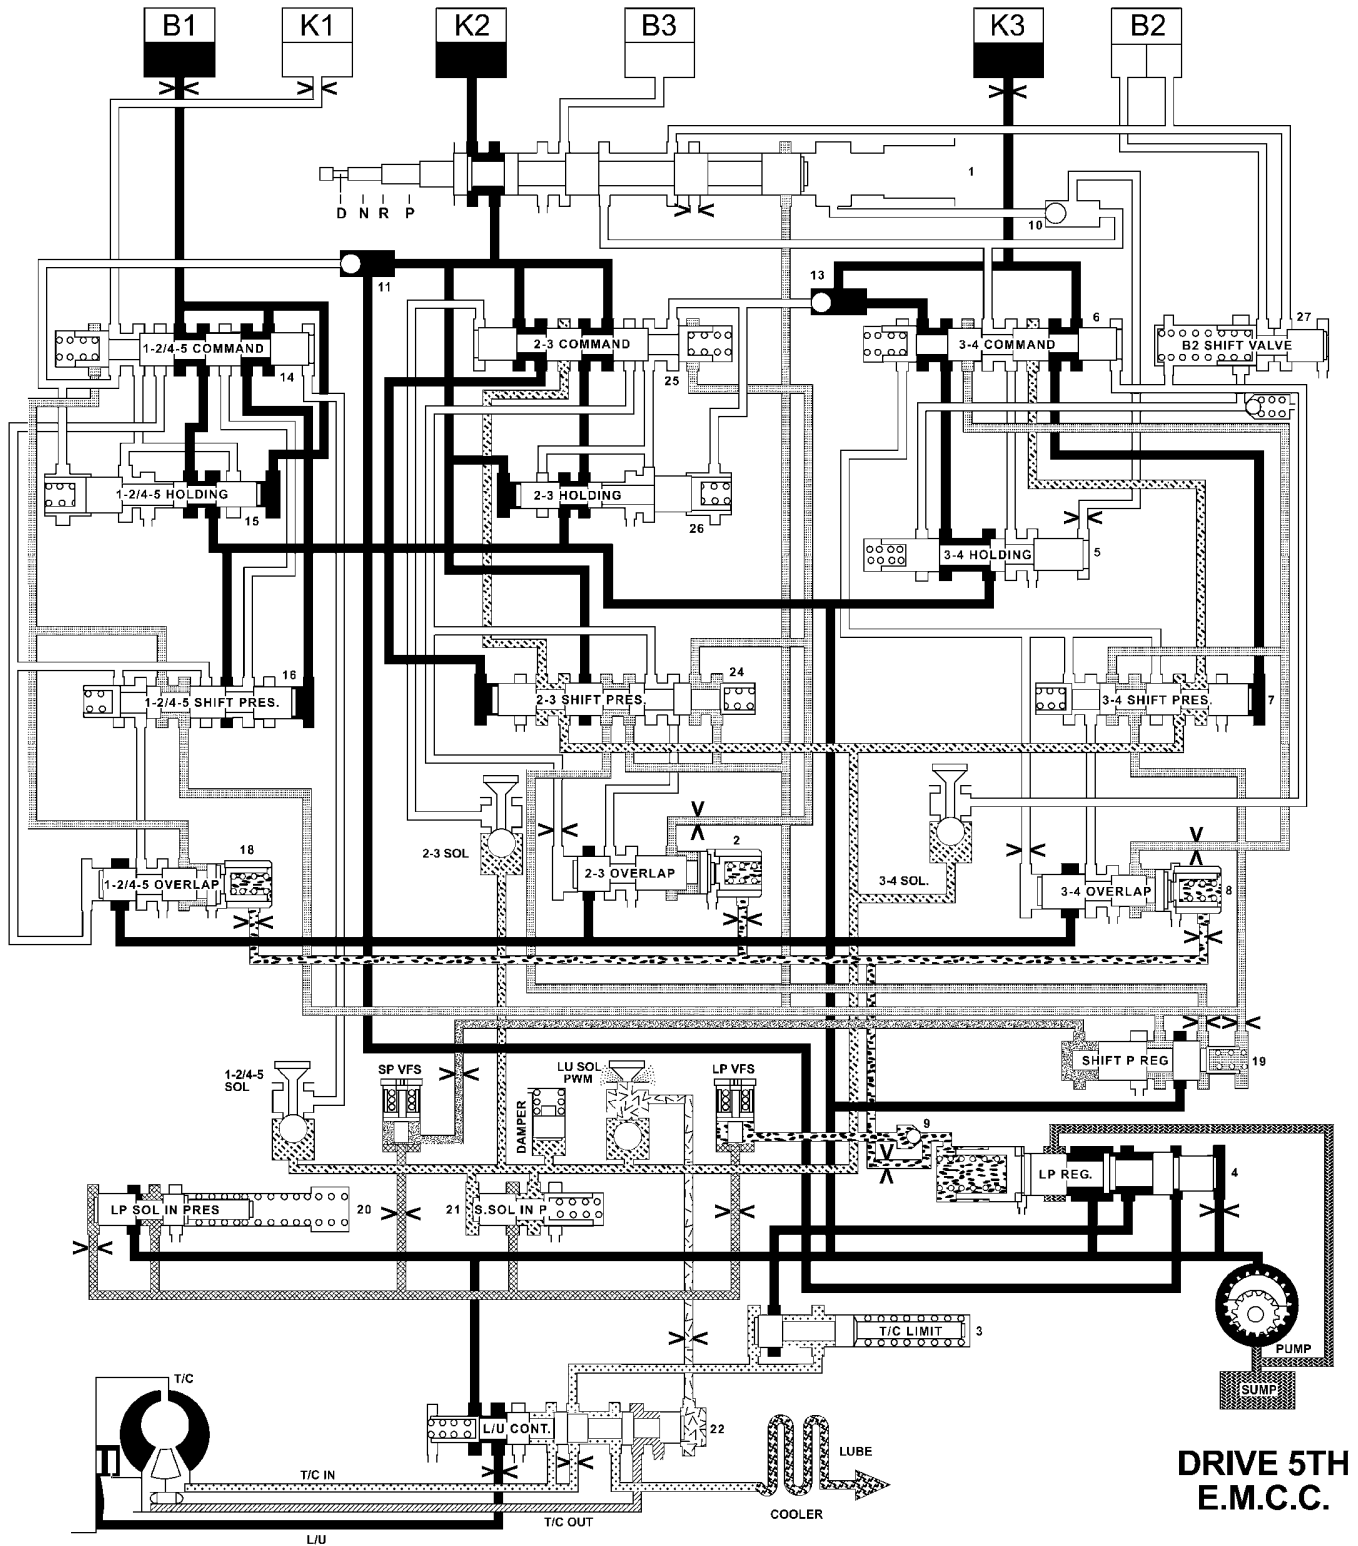 B1
K1
K2
B3
K3
B2
1
D N R P
10
11
13
6
27
1-2/4-5 COMMAND
2-3 COMMAND
3-4 COMMAND
B2 SHIFT VALVE
14
25
1-2/4-5 HOLDING
2-3 HOLDING
15
26
3-4 HOLDING
5
16
24
1-2/4-5 SHIFT PRES.
2-3 SHIFT PRES.
3-4 SHIFT PRES.
7
2-3 SOL
18
2
3-4 SOL.
1-2/4-5 OVERLAP
2-3 OVERLAP
3-4 OVERLAP
8
SHIFT P REG
19
1-2/4-5
SOL
SP VFS
LU SOL
PWM
LP VFS
DAMPER
9
LP REG.
4
LP SOL IN PRES
20
21
S.SOL IN P
T/C LIMIT
3
PUMP
SUMP
T/C
L/U CONT.
22
LUBE
T/C IN
COOLER
T/C OUT
L/U
DRIVE 5TH
E.M.C.C.